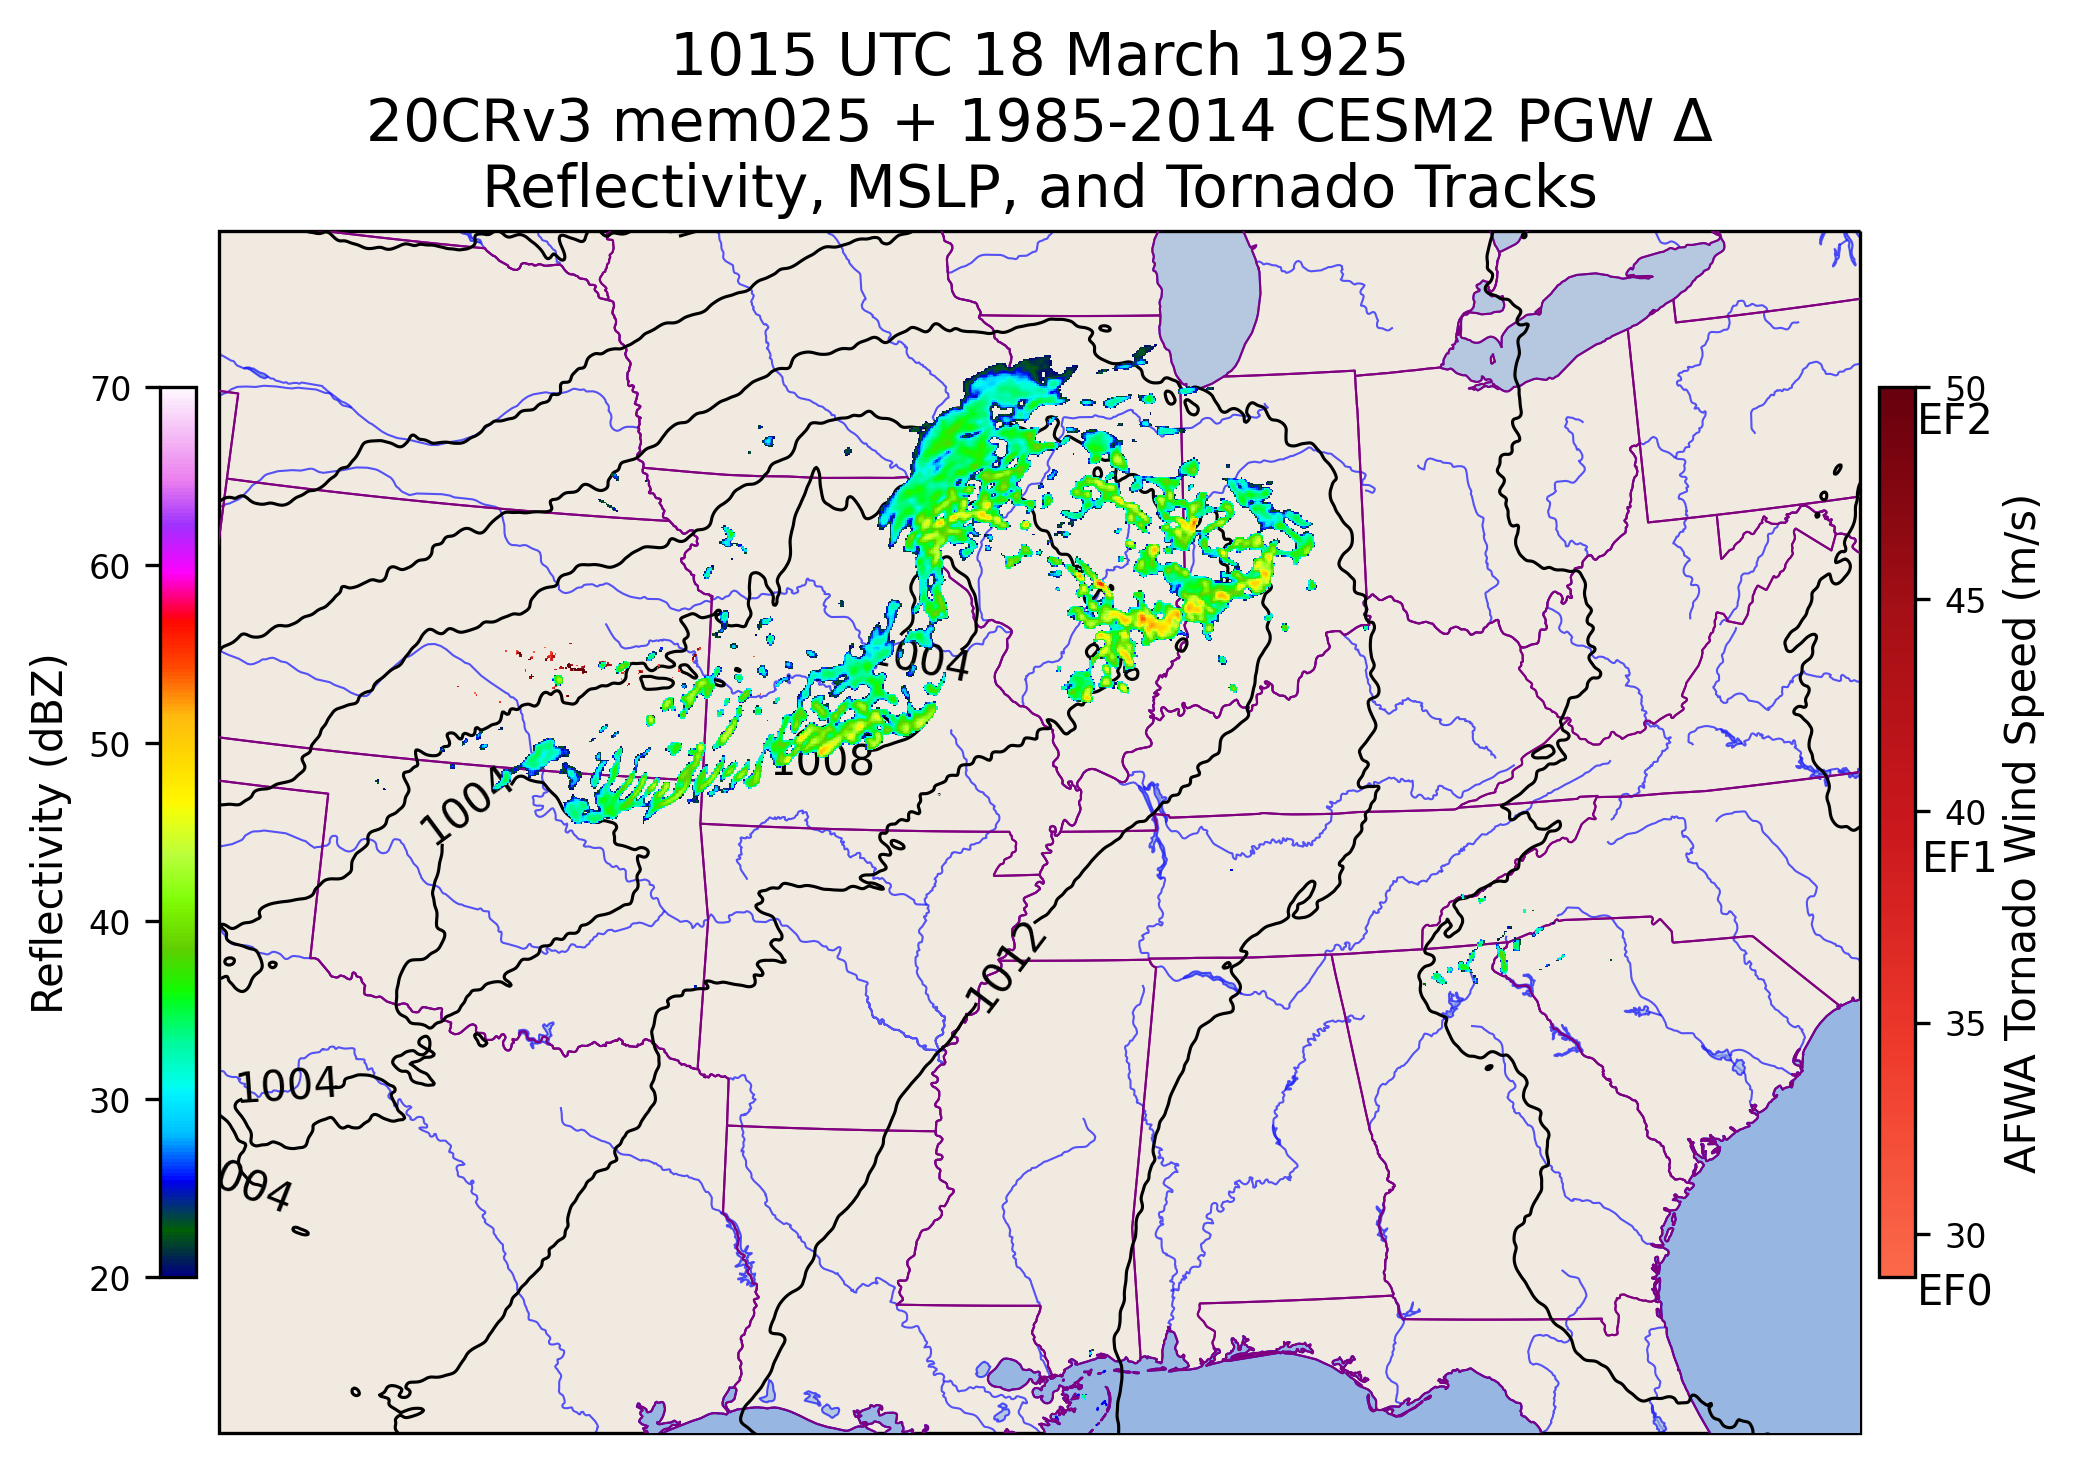 1015 UTC 18 March 1925
20CRv3 mem025 + 1985-2014 CESM2 PGW Δ
Reflectivity, MSLP, and Tornado Tracks
Reflectivity (dBZ)
70
60
50
40
30
20
1004
1008
1004
1012
1004
004
50
EF2
45
40
EF1
35
30
EF0
AFWA Tornado Wind Speed (m/s)